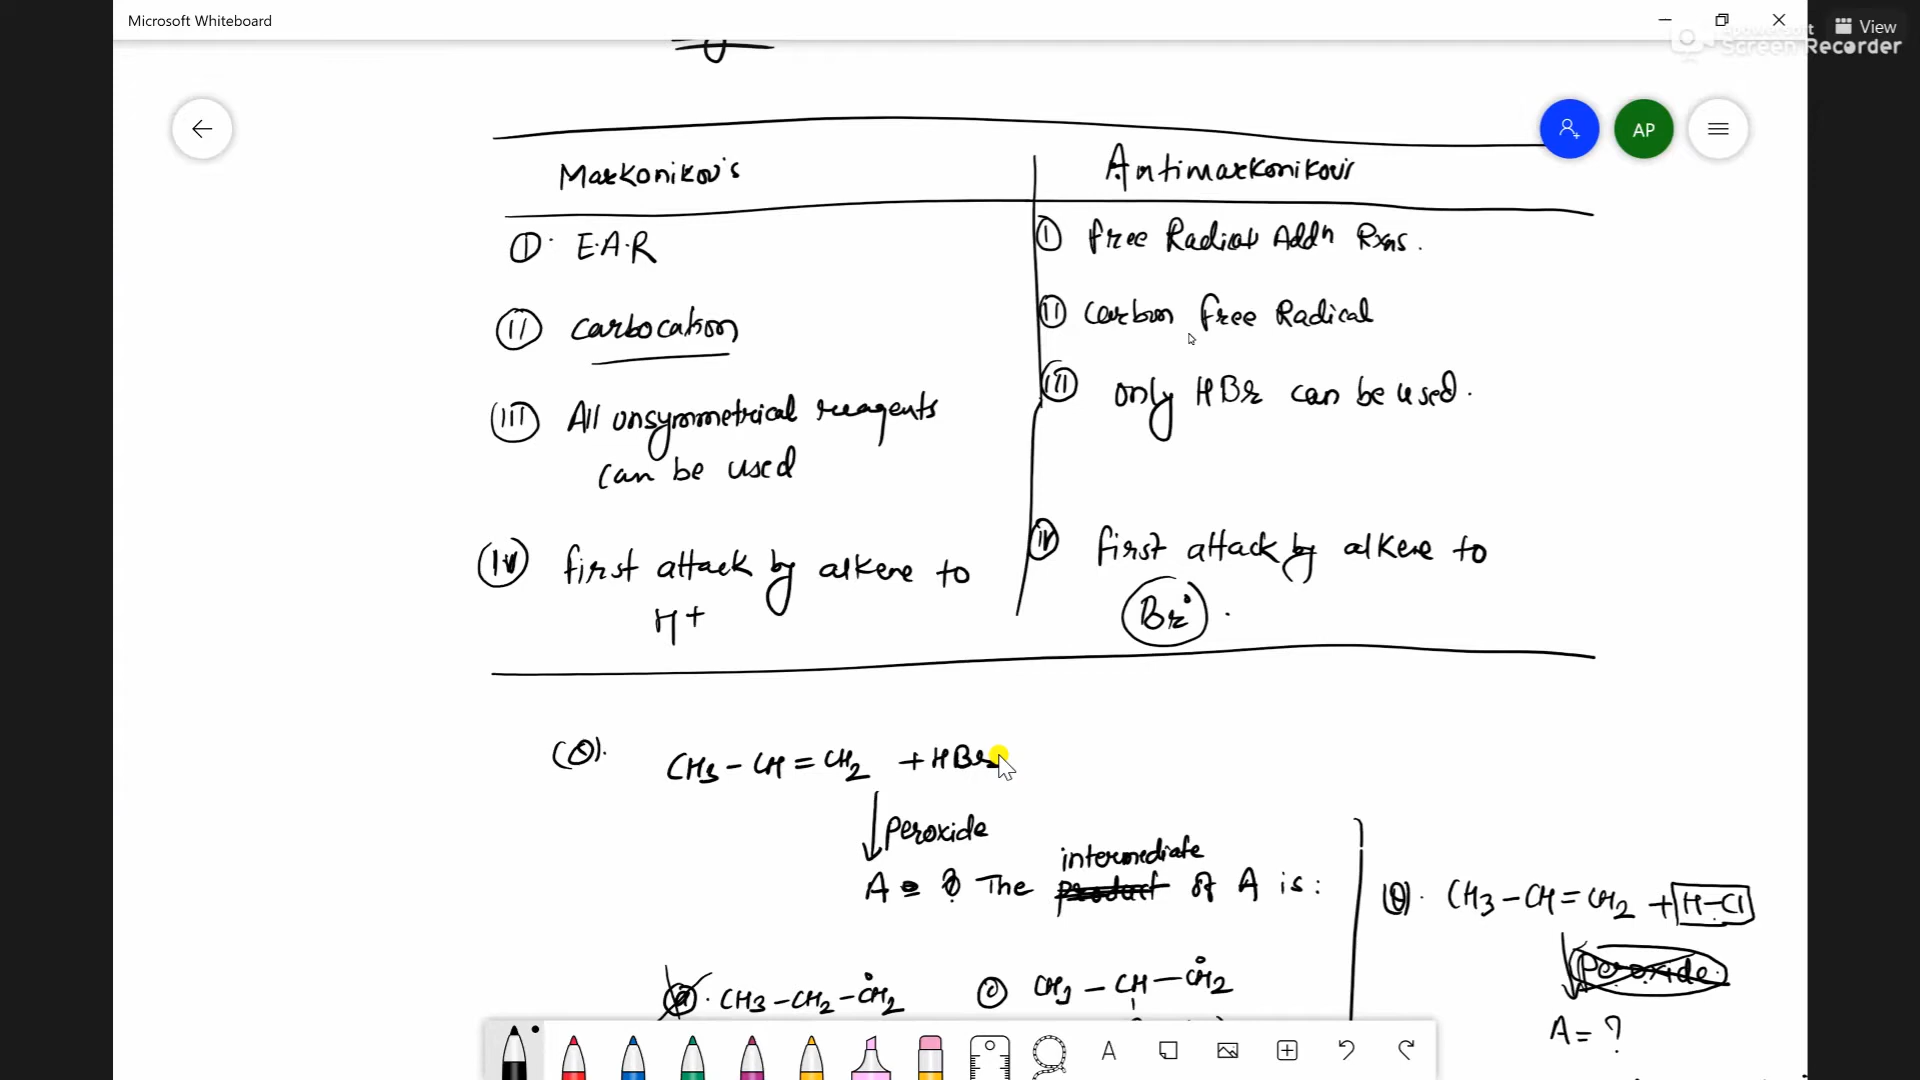 Microsoft Whiteboard
View
Apowersoft
Screen Recorder
AP
Markonikov's
Antimarkonikov's
① E.A.R
① free Radical Addn Rxns.
(II) carbocation
(II) carbon free Radical
(III) All unsymmetrical reagents
can be used
(III) only HBr can be used.
(IV) first attack by alkene to
H+
(IV) first attack by alkene to
Br° .
(Q). CH3 - CH = CH2 + HBr
Peroxide
intermediate
A = ? The product of A is :
(Q). CH3 - CH = CH2 + H-Cl
Peroxide
A = ?
(a). CH3 - CH2 - CH2
(c) CH3 - CH - CH2
A